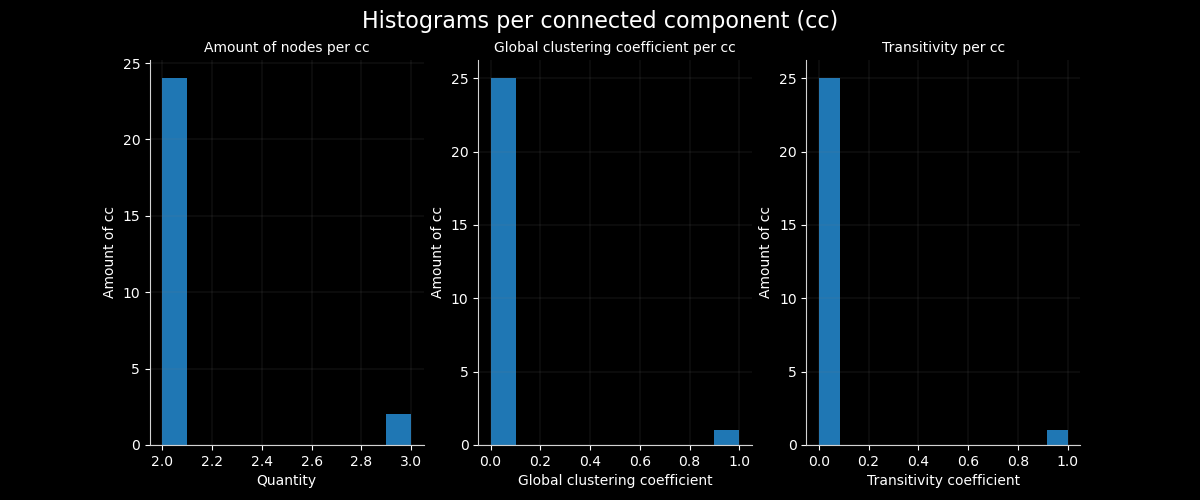 Histograms per connected component (cc)
Amount of nodes per cc
Amount of cc
25
20
15
10
5
0
2.0 2.2 2.4 2.6 2.8 3.0
Quantity
Global clustering coefficient per cc
Amount of cc
25
20
15
10
5
0
0.0 0.2 0.4 0.6 0.8 1.0
Global clustering coefficient
Transitivity per cc
Amount of cc
25
20
15
10
5
0
0.0 0.2 0.4 0.6 0.8 1.0
Transitivity coefficient